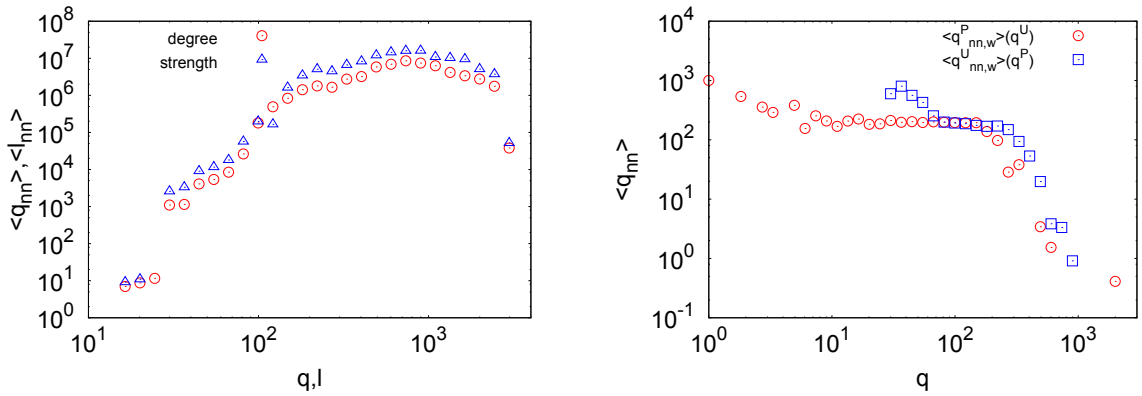 degree
strength
<q_nn>, <l_nn>
10^8
10^7
10^6
10^5
10^4
10^3
10^2
10^1
10^0
10^1 10^2 10^3
q,l
<q^P_nn,w>(q^U)
<q^U_nn,w>(q^P)
<q_nn>
10^4
10^3
10^2
10^1
10^0
10^-1
10^0 10^1 10^2 10^3
q